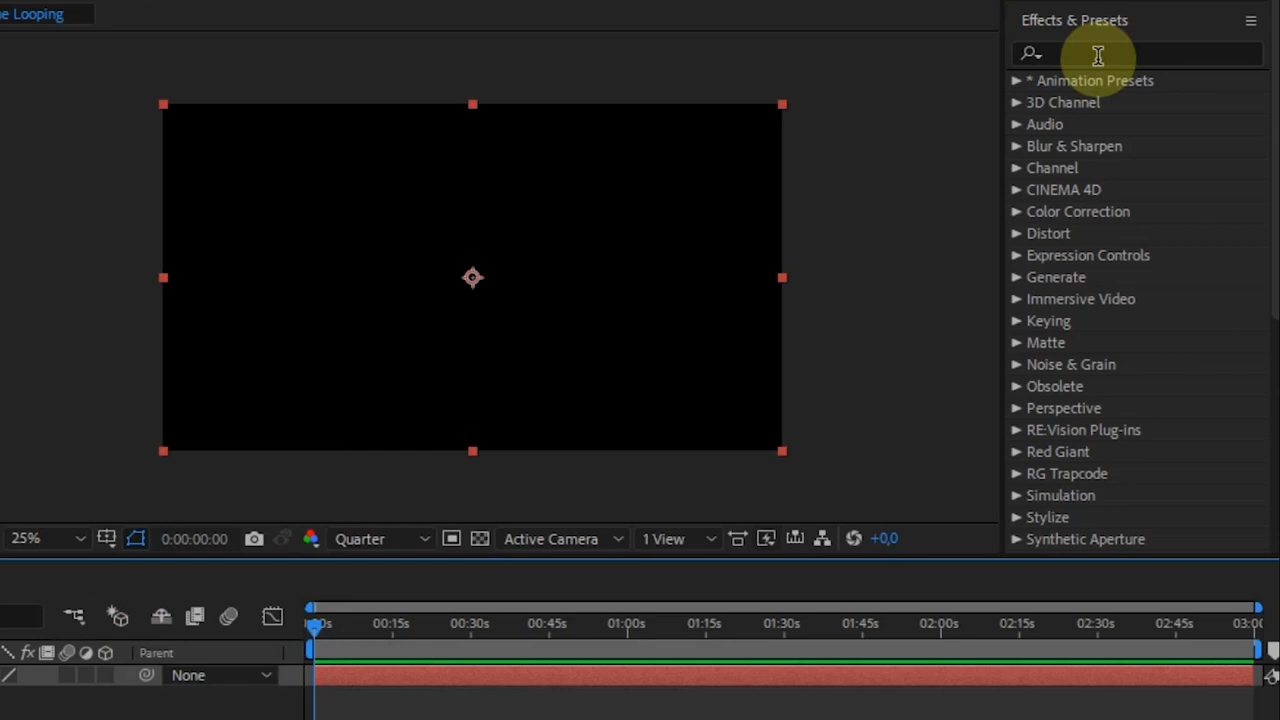 ne Looping
Effects & Presets
* Animation Presets
3D Channel
Audio
Blur & Sharpen
Channel
CINEMA 4D
Color Correction
Distort
Expression Controls
Generate
Immersive Video
Keying
Matte
Noise & Grain
Obsolete
Perspective
RE:Vision Plug-ins
Red Giant
RG Trapcode
Simulation
Stylize
Synthetic Aperture
25% 0:00:00:00 Quarter Active Camera 1 View +0,0
00s 00:15s 00:30s 00:45s 01:00s 01:15s 01:30s 01:45s 02:00s 02:15s 02:30s 02:45s 03:00
fx Parent
None